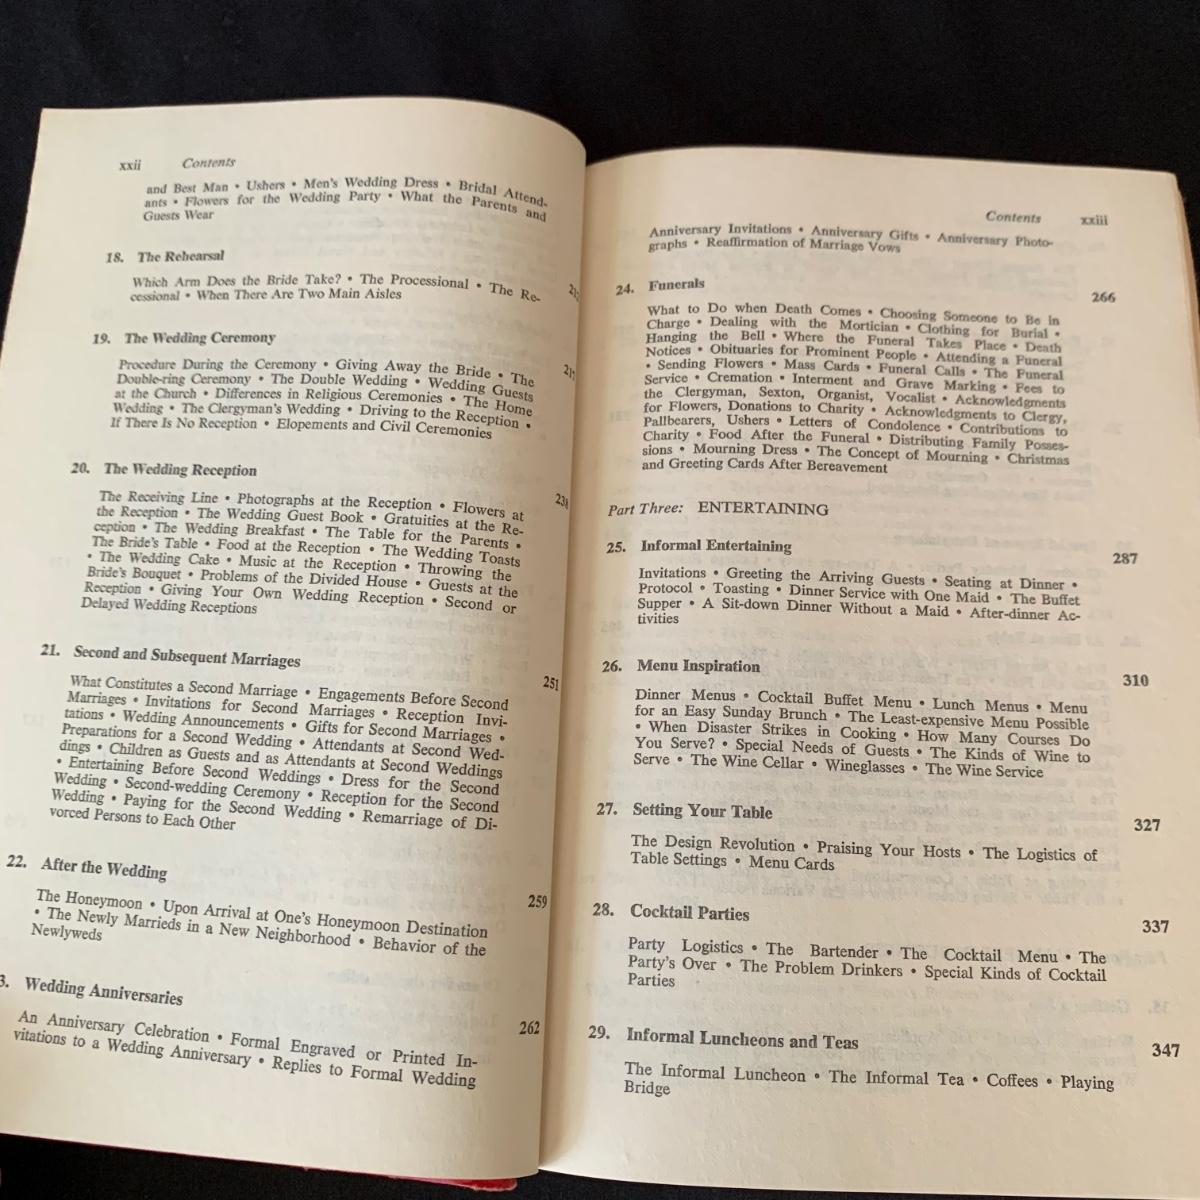 xxii Contents
and Best Man • Ushers • Men's Wedding Dress • Bridal Attend-
ants • Flowers for the Wedding Party • What the Parents and
Guests Wear
18. The Rehearsal
Which Arm Does the Bride Take? • The Processional • The Re-
cessional • When There Are Two Main Aisles
19. The Wedding Ceremony
Procedure During the Ceremony • Giving Away the Bride • The
Double-ring Ceremony • The Double Wedding • Wedding Guests
at the Church • Differences in Religious Ceremonies • The Home
Wedding • The Clergyman's Wedding • Driving to the Reception •
If There Is No Reception • Elopements and Civil Ceremonies
20. The Wedding Reception
The Receiving Line • Photographs at the Reception • Flowers at
the Reception • The Wedding Guest Book • Gratuities at the Re-
ception • The Wedding Breakfast • The Table for the Parents •
The Bride's Table • Food at the Reception • The Wedding Toasts
• The Wedding Cake • Music at the Reception • Throwing the
Bride's Bouquet • Problems of the Divided House • Guests at the
Reception • Giving Your Own Wedding Reception • Second or
Delayed Wedding Receptions
21. Second and Subsequent Marriages 251
What Constitutes a Second Marriage • Engagements Before Second
Marriages • Invitations for Second Marriages • Reception Invi-
tations • Wedding Announcements • Gifts for Second Marriages •
Preparations for a Second Wedding • Attendants at Second Wed-
dings • Children as Guests and as Attendants at Second Weddings
• Entertaining Before Second Weddings • Dress for the Second
Wedding • Second-wedding Ceremony • Reception for the Second
Wedding • Paying for the Second Wedding • Remarriage of Di-
vorced Persons to Each Other
22. After the Wedding 259
The Honeymoon • Upon Arrival at One's Honeymoon Destination
• The Newly Marrieds in a New Neighborhood • Behavior of the
Newlyweds
3. Wedding Anniversaries 262
An Anniversary Celebration • Formal Engraved or Printed In-
vitations to a Wedding Anniversary • Replies to Formal Wedding
Contents xxiii
Anniversary Invitations • Anniversary Gifts • Anniversary Photo-
graphs • Reaffirmation of Marriage Vows
24. Funerals 266
What to Do when Death Comes • Choosing Someone to Be in
Charge • Dealing with the Mortician • Clothing for Burial •
Hanging the Bell • Where the Funeral Takes Place • Death
Notices • Obituaries for Prominent People • Attending a Funeral
• Sending Flowers • Mass Cards • Funeral Calls • The Funeral
Service • Cremation • Interment and Grave Marking • Fees to
the Clergyman, Sexton, Organist, Vocalist • Acknowledgments
for Flowers, Donations to Charity • Acknowledgments to Clergy,
Pallbearers, Ushers • Letters of Condolence • Contributions to
Charity • Food After the Funeral • Distributing Family Posses-
sions • Mourning Dress • The Concept of Mourning • Christmas
and Greeting Cards After Bereavement
Part Three: ENTERTAINING
25. Informal Entertaining 287
Invitations • Greeting the Arriving Guests • Seating at Dinner •
Protocol • Toasting • Dinner Service with One Maid • The Buffet
Supper • A Sit-down Dinner Without a Maid • After-dinner Ac-
tivities
26. Menu Inspiration 310
Dinner Menus • Cocktail Buffet Menu • Lunch Menus • Menu
for an Easy Sunday Brunch • The Least-expensive Menu Possible
• When Disaster Strikes in Cooking • How Many Courses Do
You Serve? • Special Needs of Guests • The Kinds of Wine to
Serve • The Wine Cellar • Wineglasses • The Wine Service
27. Setting Your Table 327
The Design Revolution • Praising Your Hosts • The Logistics of
Table Settings • Menu Cards
28. Cocktail Parties 337
Party Logistics • The Bartender • The Cocktail Menu • The
Party's Over • The Problem Drinkers • Special Kinds of Cocktail
Parties
29. Informal Luncheons and Teas 347
The Informal Luncheon • The Informal Tea • Coffees • Playing
Bridge